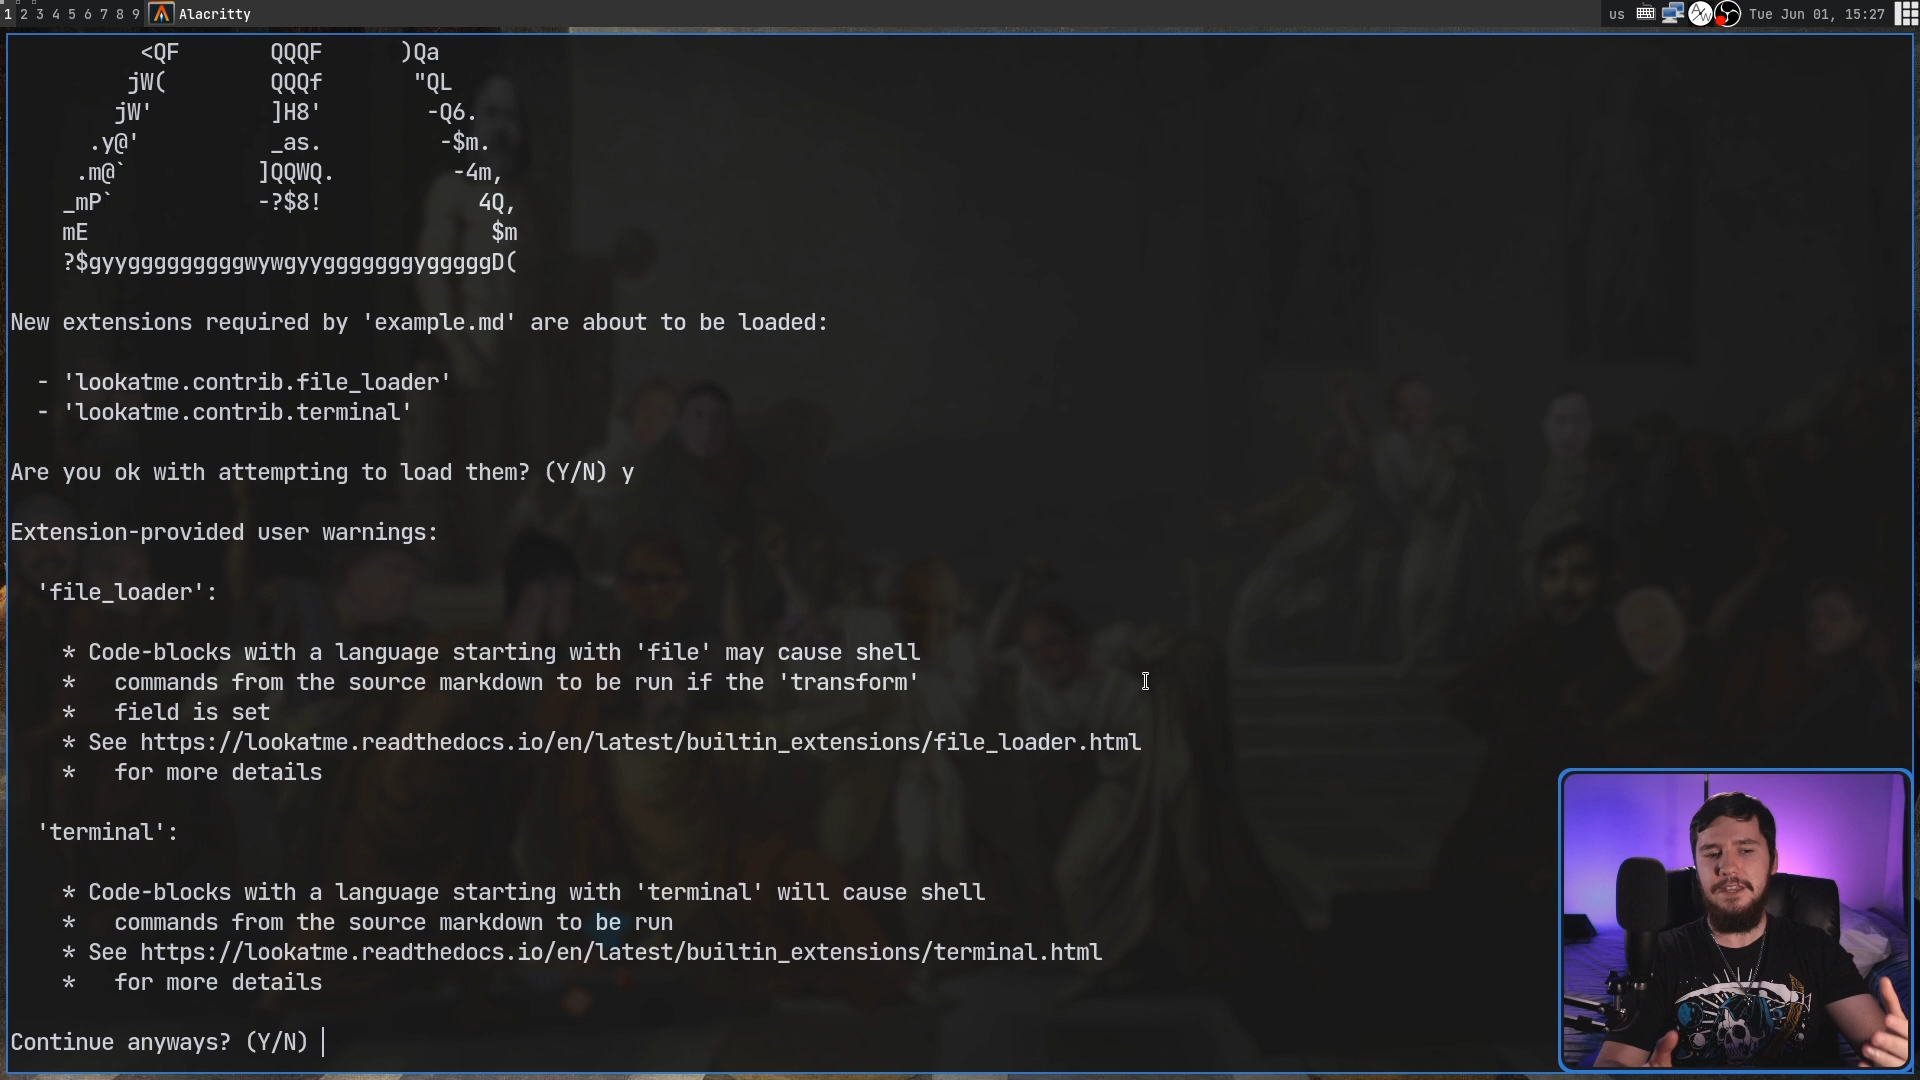 1 2 3 4 5 6 7 8 9 Alacritty us Tue Jun 01, 15:27
<QF QQQF )Qa
jW( QQQf "QL
jW' ]H8' -Q6.
.y@' _as. -$m.
.m@` ]QQWQ. -4m,
_mP` -?$8! 4Q,
mE $m
?$gyygggggggggwywgyygggggggygggggD(
New extensions required by 'example.md' are about to be loaded:
- 'lookatme.contrib.file_loader'
- 'lookatme.contrib.terminal'
Are you ok with attempting to load them? (Y/N) y
Extension-provided user warnings:
'file_loader':
* Code-blocks with a language starting with 'file' may cause shell
* commands from the source markdown to be run if the 'transform'
* field is set
* See https://lookatme.readthedocs.io/en/latest/builtin_extensions/file_loader.html
* for more details
'terminal':
* Code-blocks with a language starting with 'terminal' will cause shell
* commands from the source markdown to be run
* See https://lookatme.readthedocs.io/en/latest/builtin_extensions/terminal.html
* for more details
Continue anyways? (Y/N)